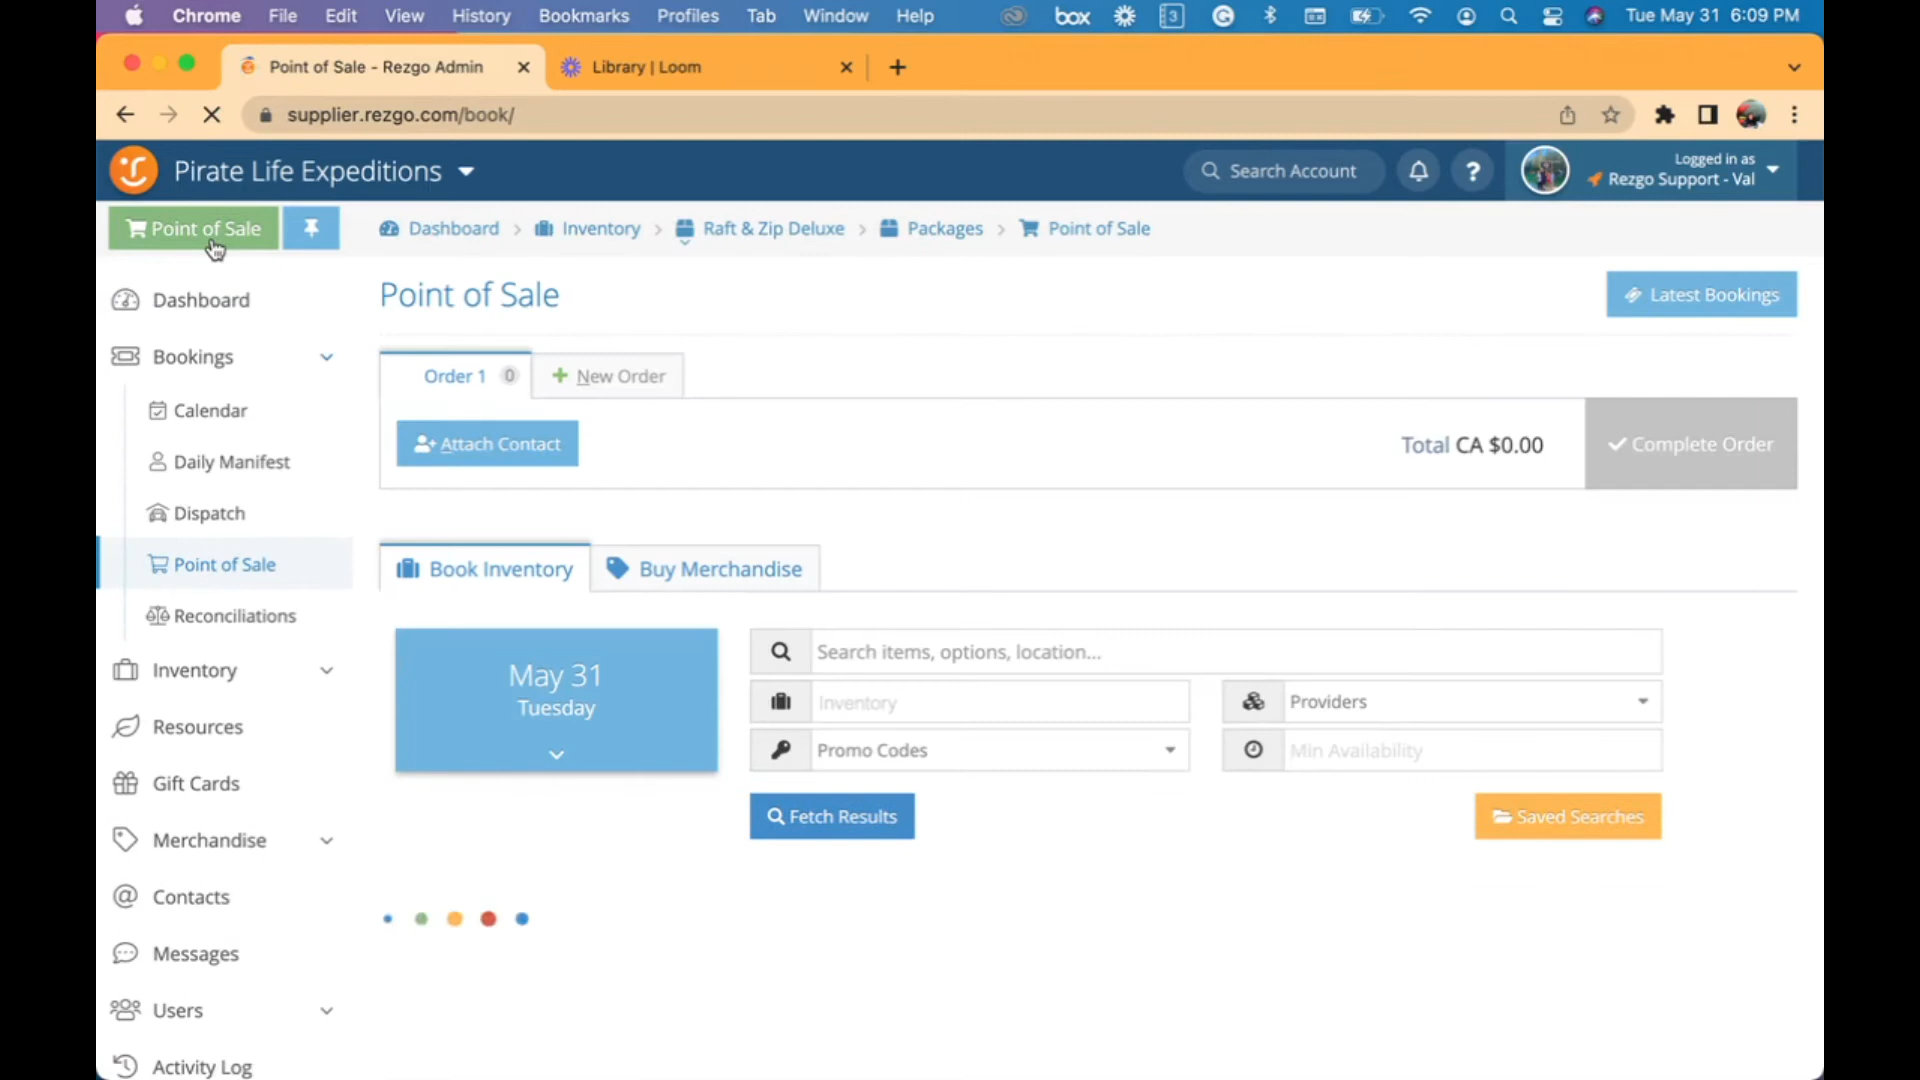 Chrome File Edit View History Bookmarks Profiles Tab Window Help box 3 Tue May 31 6:09 PM
Point of Sale - Rezgo Admin Library | Loom
supplier.rezgo.com/book/
Pirate Life Expeditions Search Account ? Logged in as
Rezgo Support - Val
Point of Sale Dashboard > Inventory > Raft & Zip Deluxe > Packages > Point of Sale
Dashboard
Bookings
Calendar
Daily Manifest
Dispatch
Point of Sale
Reconciliations
Inventory
Resources
Gift Cards
Merchandise
Contacts
Messages
Users
Activity Log
Point of Sale Latest Bookings
Order 1 0 + New Order
Attach Contact Total CA $0.00 Complete Order
Book Inventory Buy Merchandise
May 31
Tuesday
Search items, options, location...
Inventory Providers
Promo Codes Min Availability
Fetch Results Saved Searches